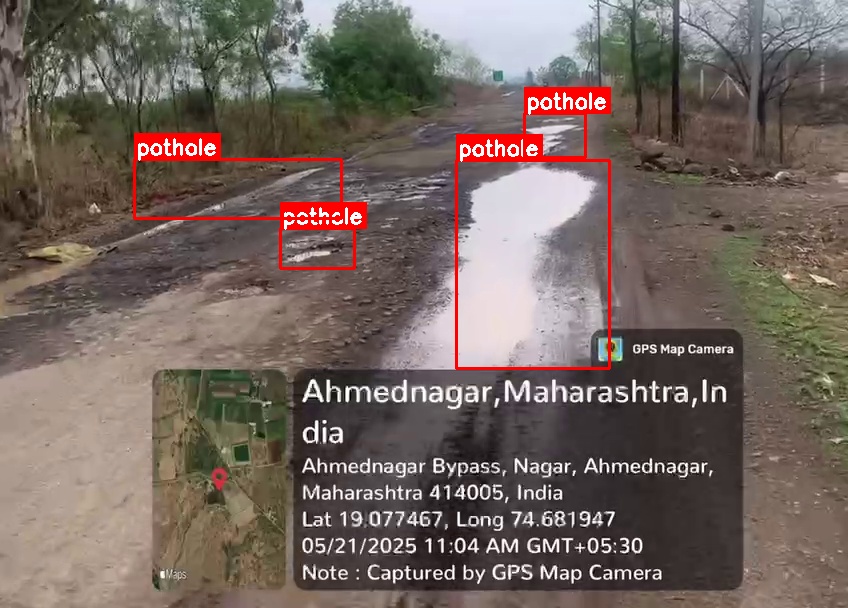 pothole
pothole
pothole
pothole
GPS Map Camera
Ahmednagar,Maharashtra,In
dia
Ahmednagar Bypass, Nagar, Ahmednagar,
Maharashtra 414005, India
Lat 19.077467, Long 74.681947
05/21/2025 11:04 AM GMT+05:30
Note : Captured by GPS Map Camera
Maps